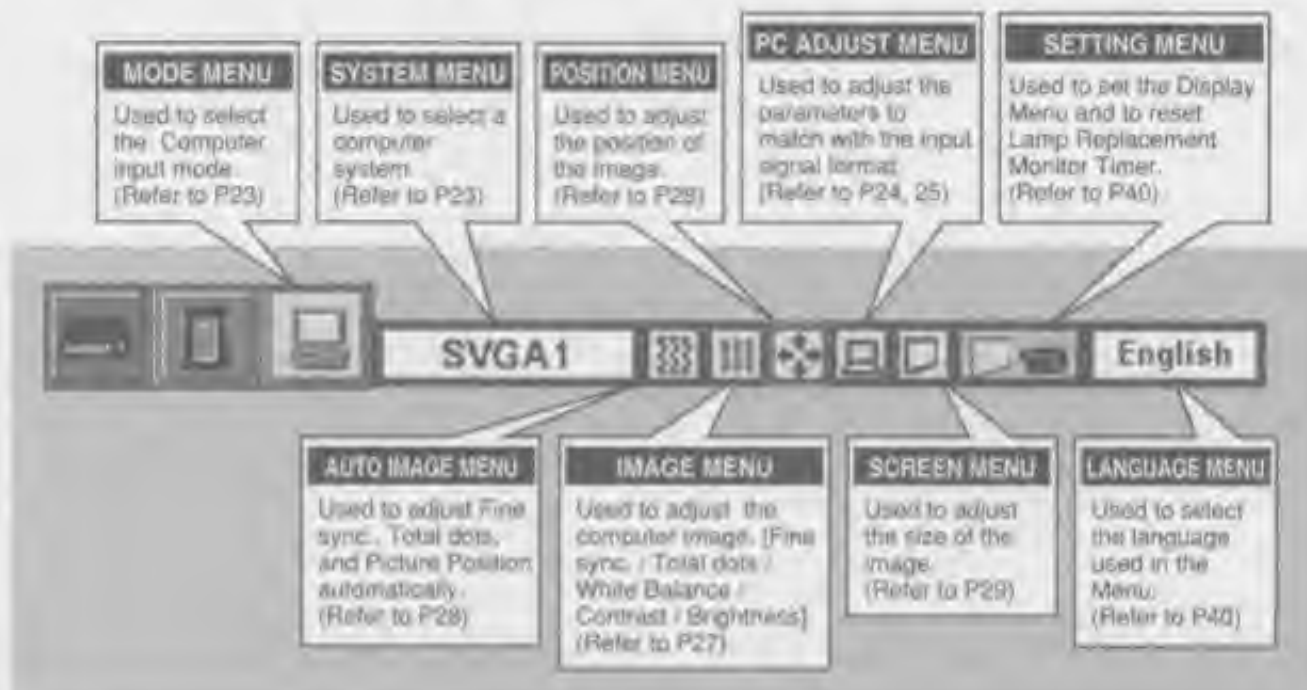 MODE MENU
Used to select
the Computer
input mode.
(Refer to P23)
SYSTEM MENU
Used to select a
computer
system.
(Refer to P23)
POSITION MENU
Used to adjust
the position of
the image.
(Refer to P28)
PC ADJUST MENU
Used to adjust the
parameters to
match with the input
signal format.
[Refer to P24, 25)
SETTING MENU
Used to set the Display
Menu and to reset
Lamp Replacement
Monitor Timer.
(Refer to P40)
SVGA1
English
AUTO IMAGE MENU
Used to adjust Fine
sync., Total dots,
and Picture Position
automatically.
(Refer to P28)
IMAGE MENU
Used to adjust the
computer image. [Fine
sync. / Total dots /
White Balance /
Contrast / Brightness]
(Refer to P27)
SCREEN MENU
Used to adjust
the size of the
image.
(Refer to P29)
LANGUAGE MENU
Used to select
the language
used in the
Menu.
(Refer to P40)